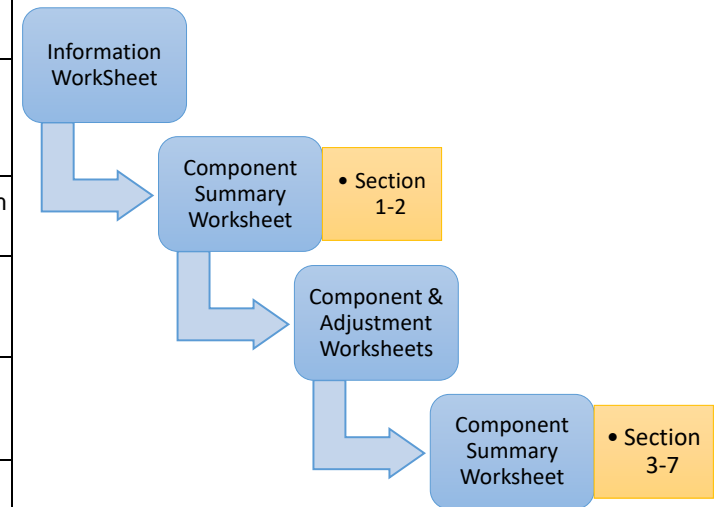 Information
WorkSheet
Component
Summary
Worksheet
• Section
1-2
n
Component &
Adjustment
Worksheets
Component
Summary
Worksheet
• Section
3-7